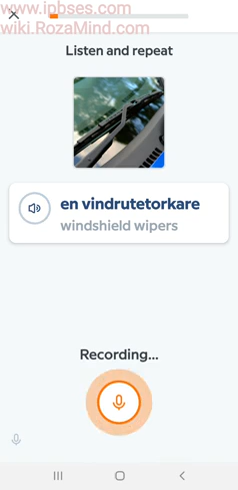 www.ipbses.com
wiki.RozaMind.com
Listen and repeat
en vindrutetorkare
windshield wipers
Recording...